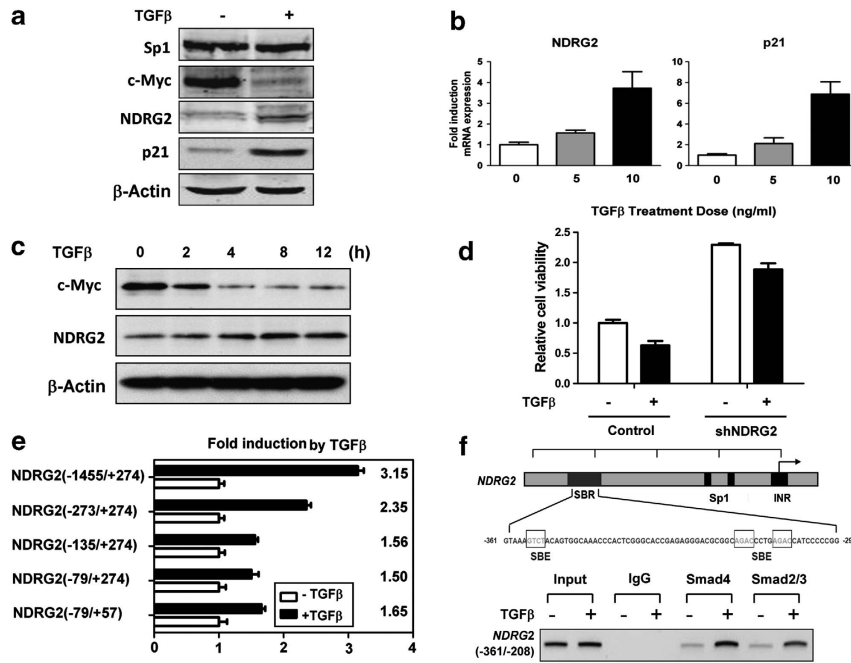 a
TGFβ - +
Sp1
c-Myc
NDRG2
p21
β-Actin
b
NDRG2 p21
Fold induction
mRNA expression
5
4
3
2
1
0
10
8
6
4
2
0
0 5 10 0 5 10
TGFβ Treatment Dose (ng/ml)
c
TGFβ 0 2 4 8 12 (h)
c-Myc
NDRG2
β-Actin
d
Relative cell viability
2.5
2.0
1.5
1.0
0.5
0.0
TGFβ - + - +
Control shNDRG2
e
Fold induction by TGFβ
NDRG2(-1455/+274) 3.15
NDRG2(-273/+274) 2.35
NDRG2(-135/+274) 1.56
NDRG2(-79/+274) 1.50
NDRG2(-79/+57) 1.65
- TGFβ
+TGFβ
0 1 2 3 4
f
NDRG2
SBR Sp1 INR
-361 GTAAAGTCTACAGTGGCAAACCCACTCGGGCACCGAGAGGGACGCGGCAGACCCTGAGACCATCCCCCGG -29
SBE SBE
Input IgG Smad4 Smad2/3
TGFβ - + - + - + - +
NDRG2
(-361/-208)